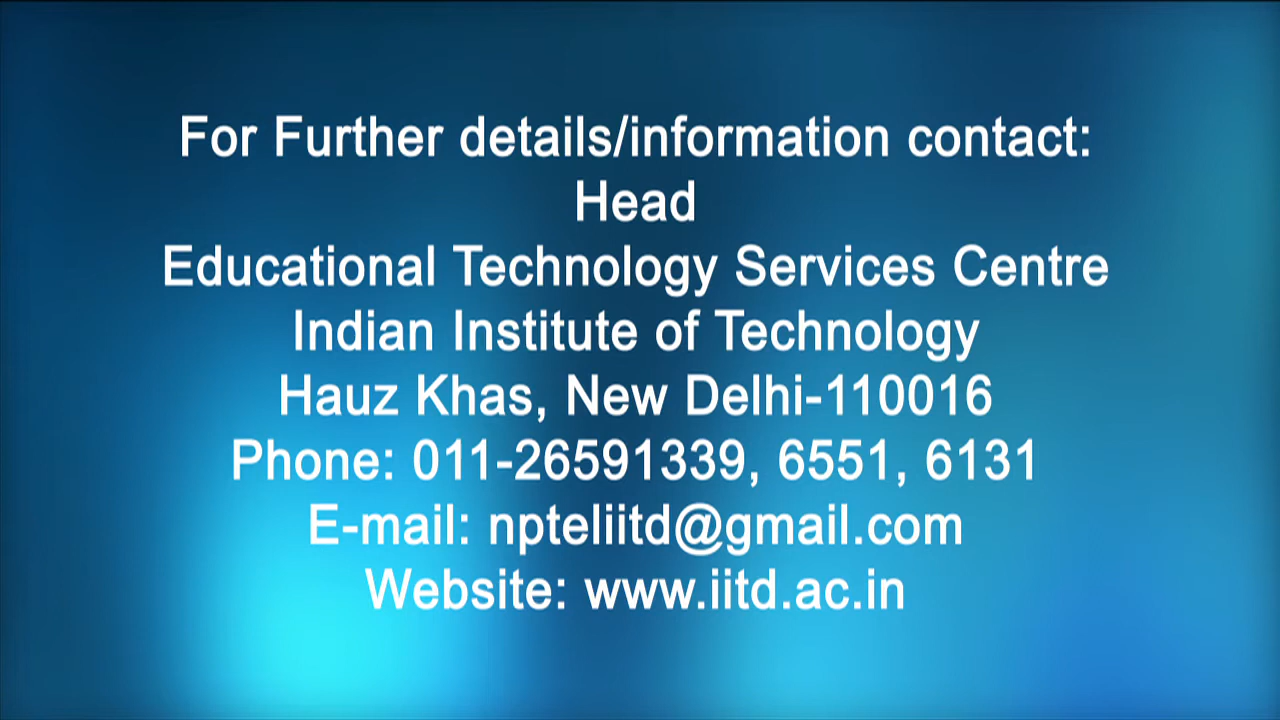 For Further details/information contact:
Head
Educational Technology Services Centre
Indian Institute of Technology
Hauz Khas, New Delhi-110016
Phone: 011-26591339, 6551, 6131
E-mail: npteliitd@gmail.com
Website: www.iitd.ac.in